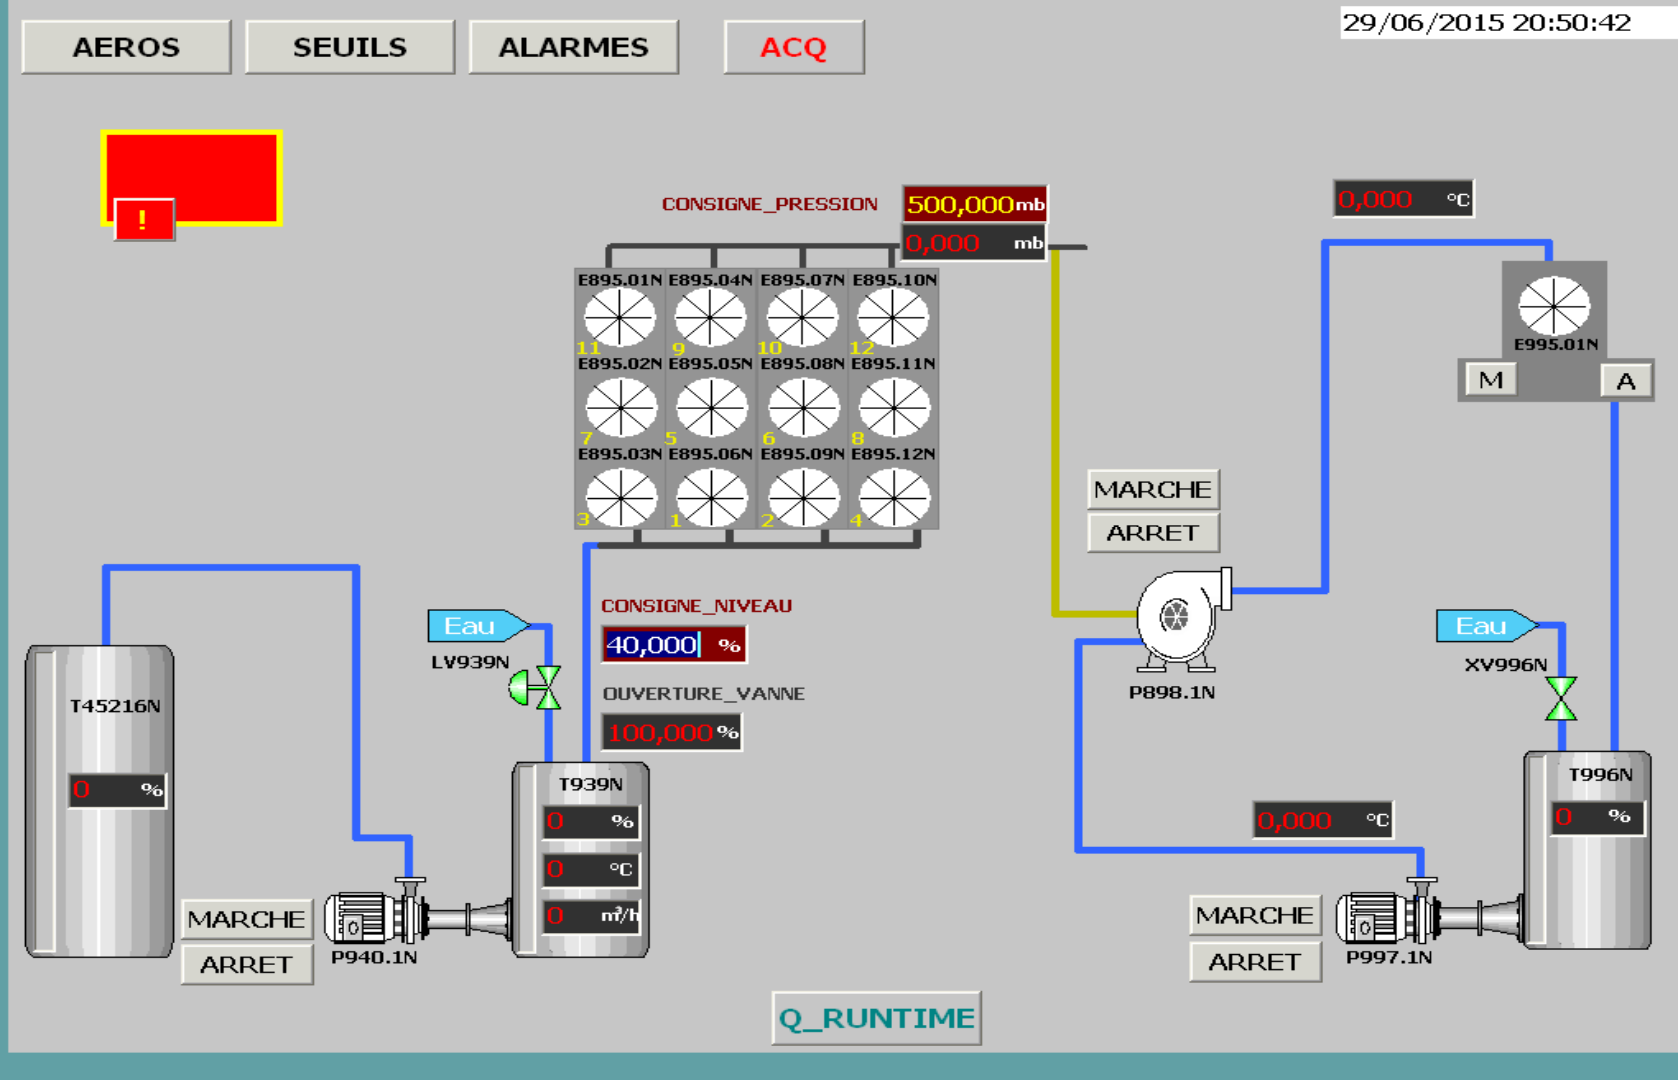 AEROS SEUILS ALARMES ACQ
29/06/2015 20:50:42
!
CONSIGNE_PRESSION 500,000 mb
0,000 mb
0,000 °C
E895.01N E895.04N E895.07N E895.10N
11 9 10 12
E895.02N E895.05N E895.08N E895.11N
7 5 6 8
E895.03N E895.06N E895.09N E895.12N
3 1 2 4
E995.01N
M A
MARCHE
ARRET
CONSIGNE_NIVEAU
40,000 %
OUVERTURE_VANNE
100,000 %
Eau
LV939N
T45216N
0 %
T939N
0 %
0 °C
0 m³/h
MARCHE
ARRET
P940.1N
P898.1N
Eau
XV996N
T996N
0 %
0,000 °C
MARCHE
ARRET
P997.1N
Q_RUNTIME